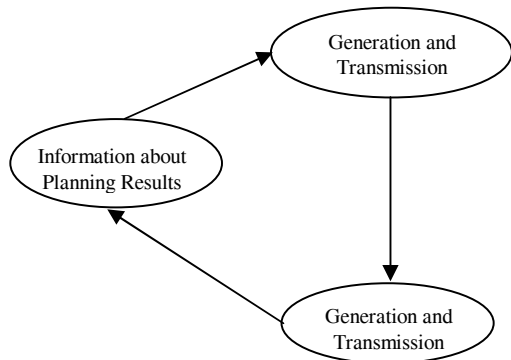 Generation and
Transmission
Information about
Planning Results
Generation and
Transmission